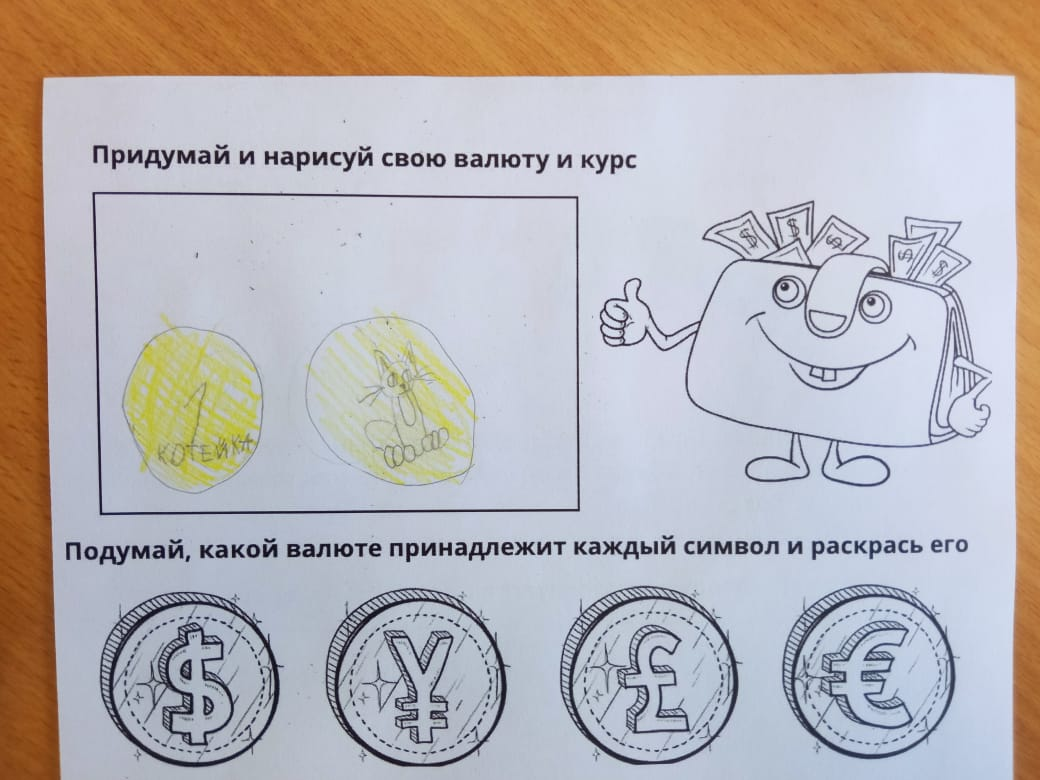 Придумай и нарисуй свою валюту и курс
$ $ $ $ $
1
КОТЕЙКА
Подумай, какой валюте принадлежит каждый символ и раскрась его
$ ¥ £ €